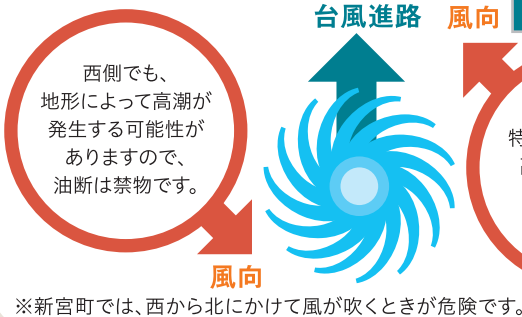 台風進路
風向
西側でも、
地形によって高潮が
発生する可能性が
ありますので、
油断は禁物です。
特
風向
※新宮町では、西から北にかけて風が吹くときが危険です。